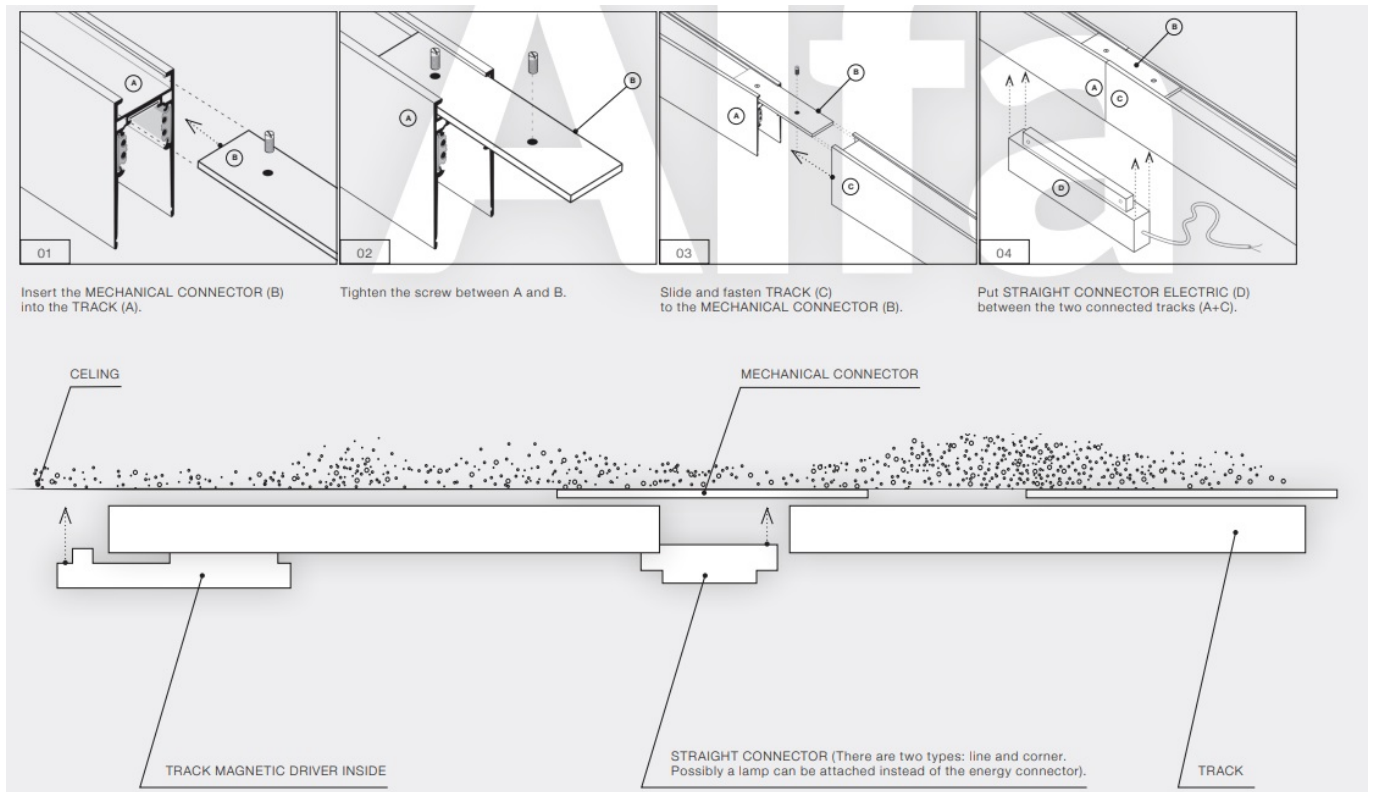 Alfa
A
B
01
A
B
02
A
B
C
03
B
A
C
D
04
Insert the MECHANICAL CONNECTOR (B)
into the TRACK (A).
Tighten the screw between A and B.
Slide and fasten TRACK (C)
to the MECHANICAL CONNECTOR (B).
Put STRAIGHT CONNECTOR ELECTRIC (D)
between the two connected tracks (A+C).
CELING
MECHANICAL CONNECTOR
TRACK MAGNETIC DRIVER INSIDE
STRAIGHT CONNECTOR (There are two types: line and corner.
Possibly a lamp can be attached instead of the energy connector).
TRACK